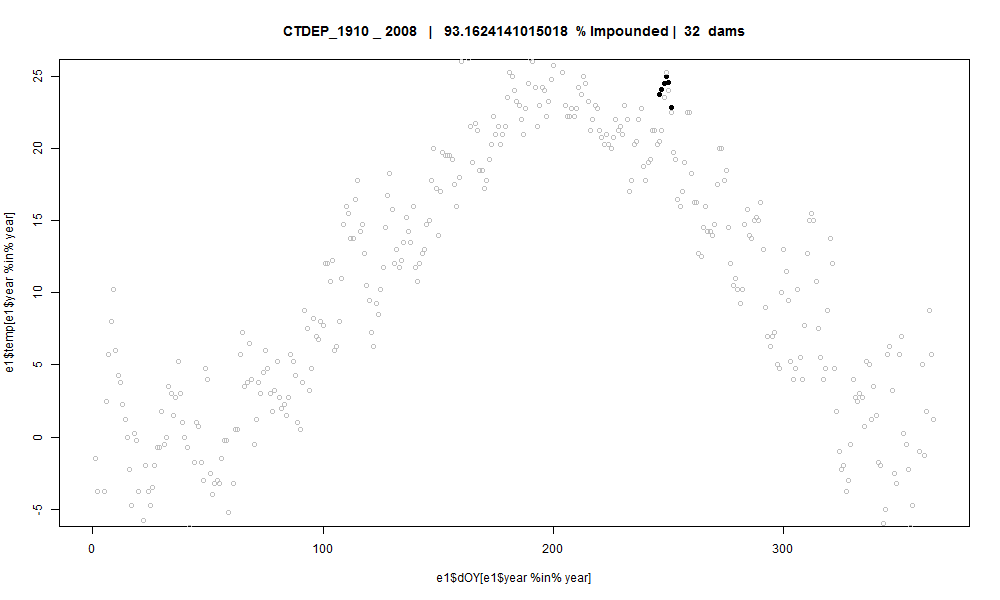 CTDEP_1910 _ 2008 | 93.1624141015018 % Impounded | 32 dams
e1$temp[e1$year %in% year]
25
20
15
10
5
0
-5
0 100 200 300
e1$dOY[e1$year %in% year]